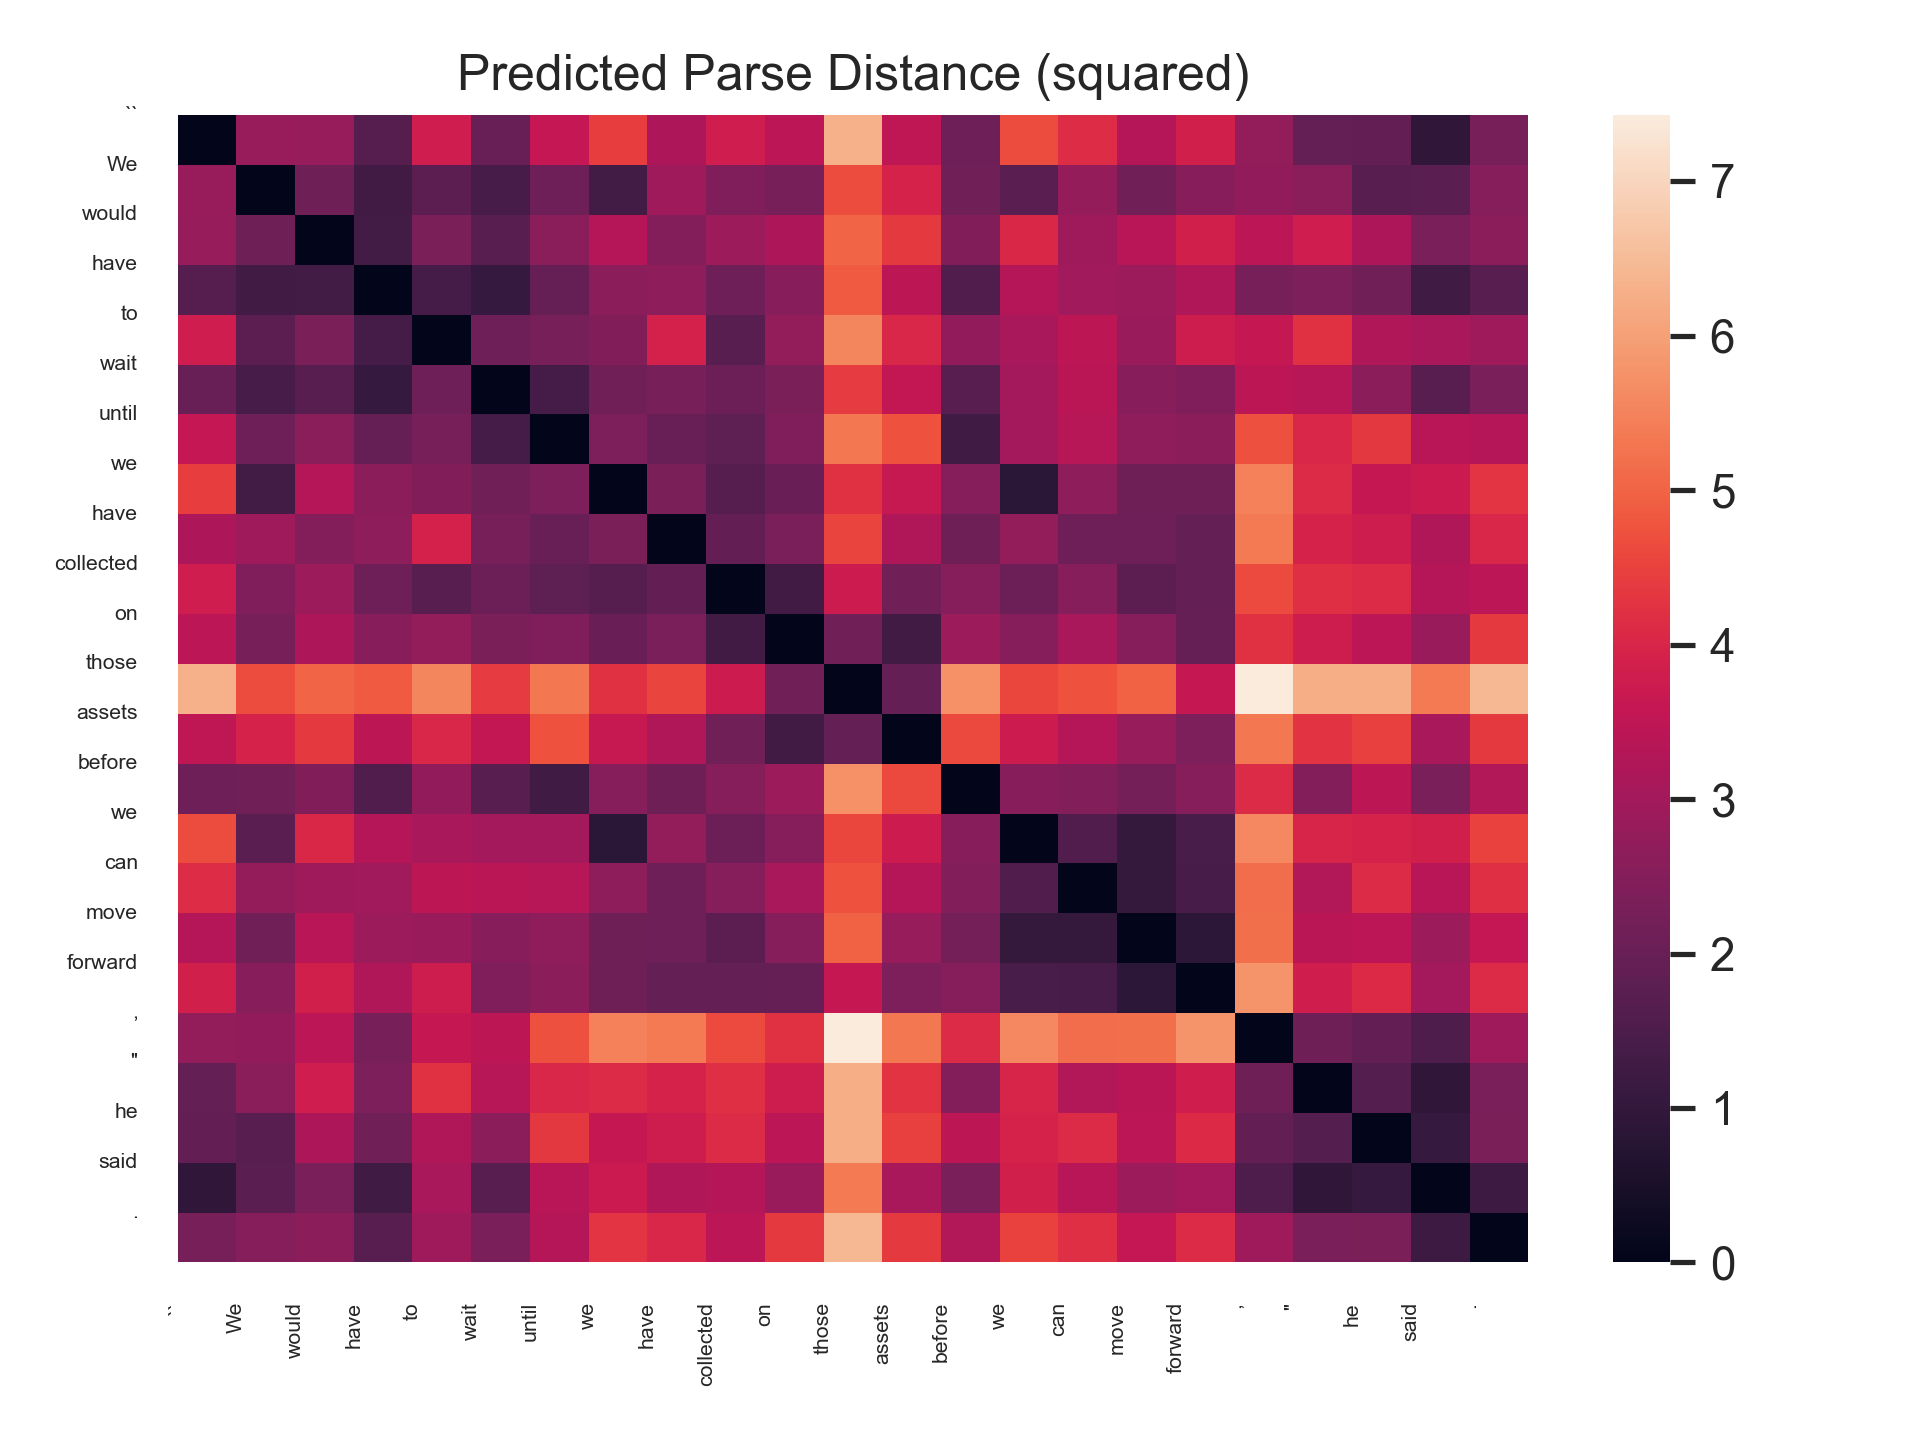 Predicted Parse Distance (squared)
``
We
would
have
to
wait
until
we
have
collected
on
those
assets
before
we
can
move
forward
,
"
he
said
.
7
6
5
4
3
2
1
0
`` We would have to wait until we have collected on those assets before we can move forward , " he said .